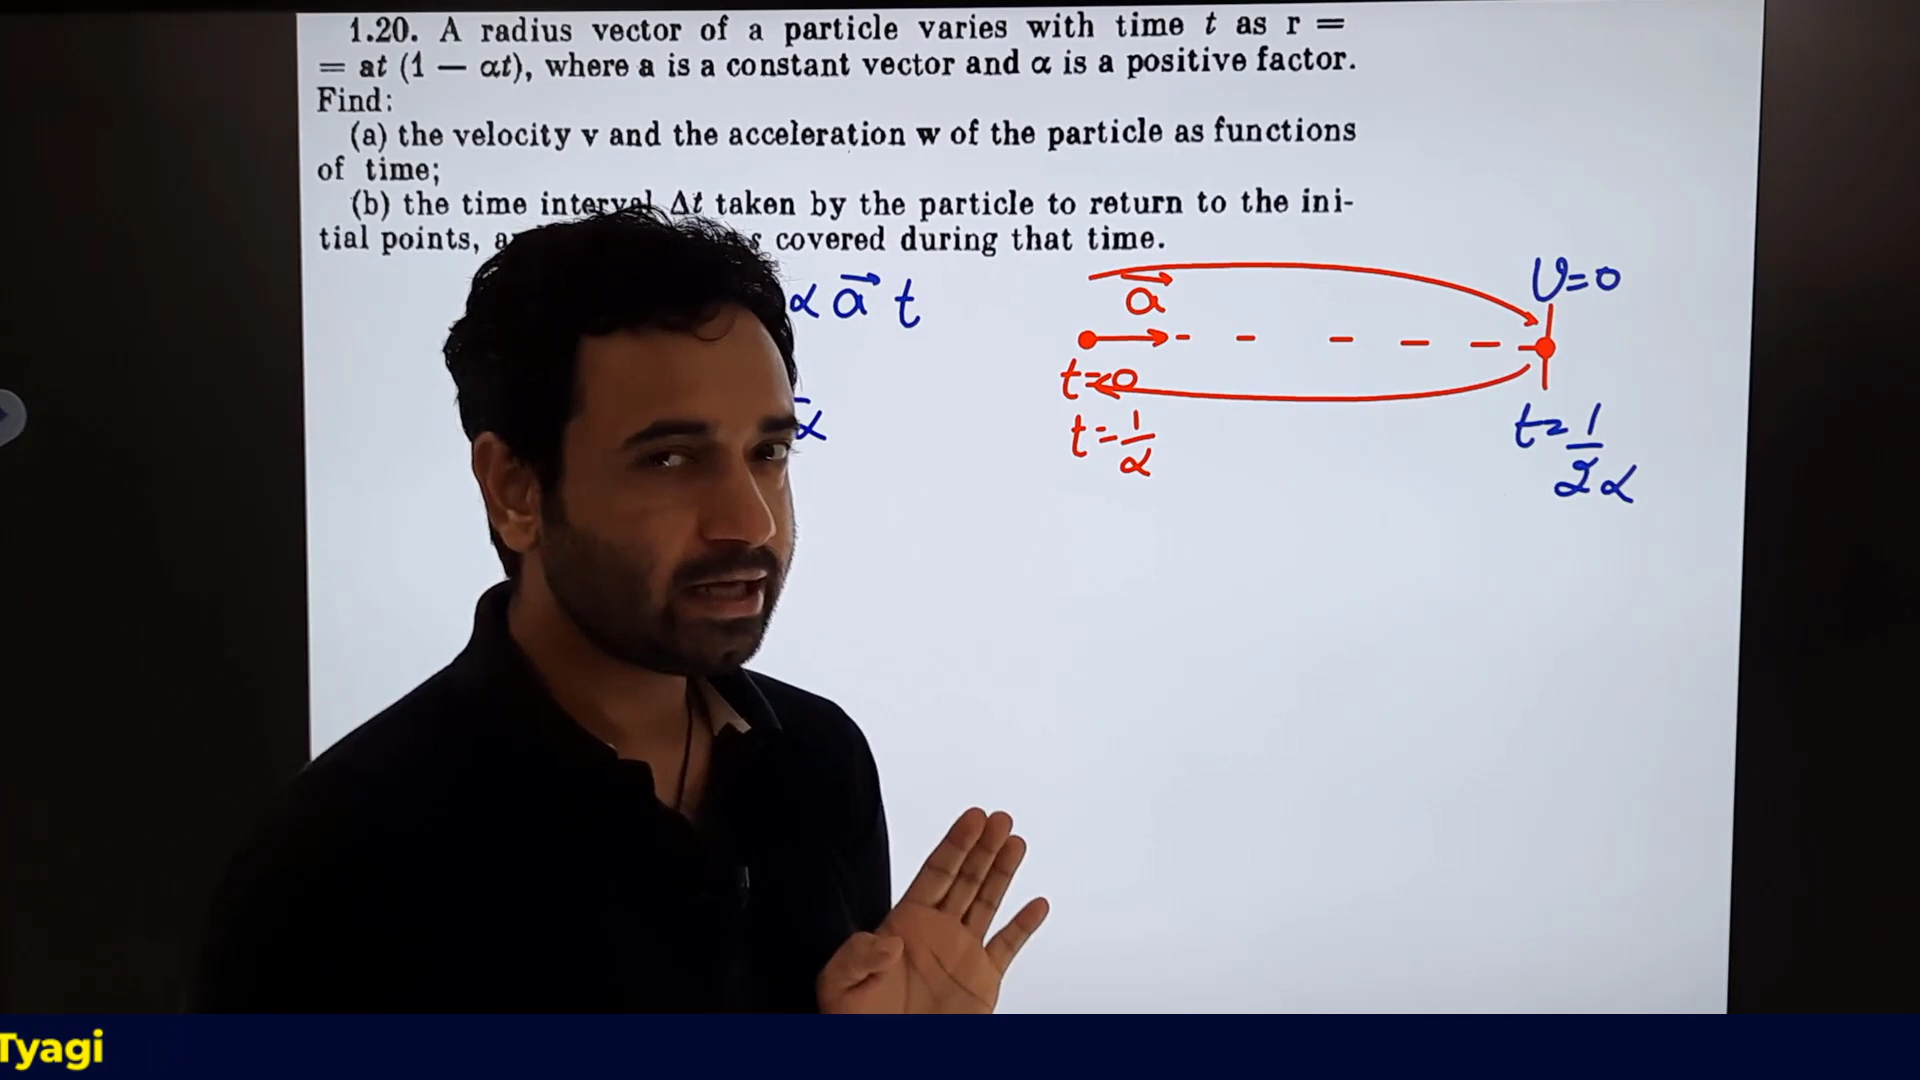 1.20. A radius vector of a particle varies with time t as r =
= at (1 — αt), where a is a constant vector and α is a positive factor.
Find:
(a) the velocity v and the acceleration w of the particle as functions
of time;
(b) the time interval Δt taken by the particle to return to the ini-
tial points, covered during that time.
α a⃗ t
a⃗
v=0
t=0
t=1/α
t=1/2α
α
Tyagi